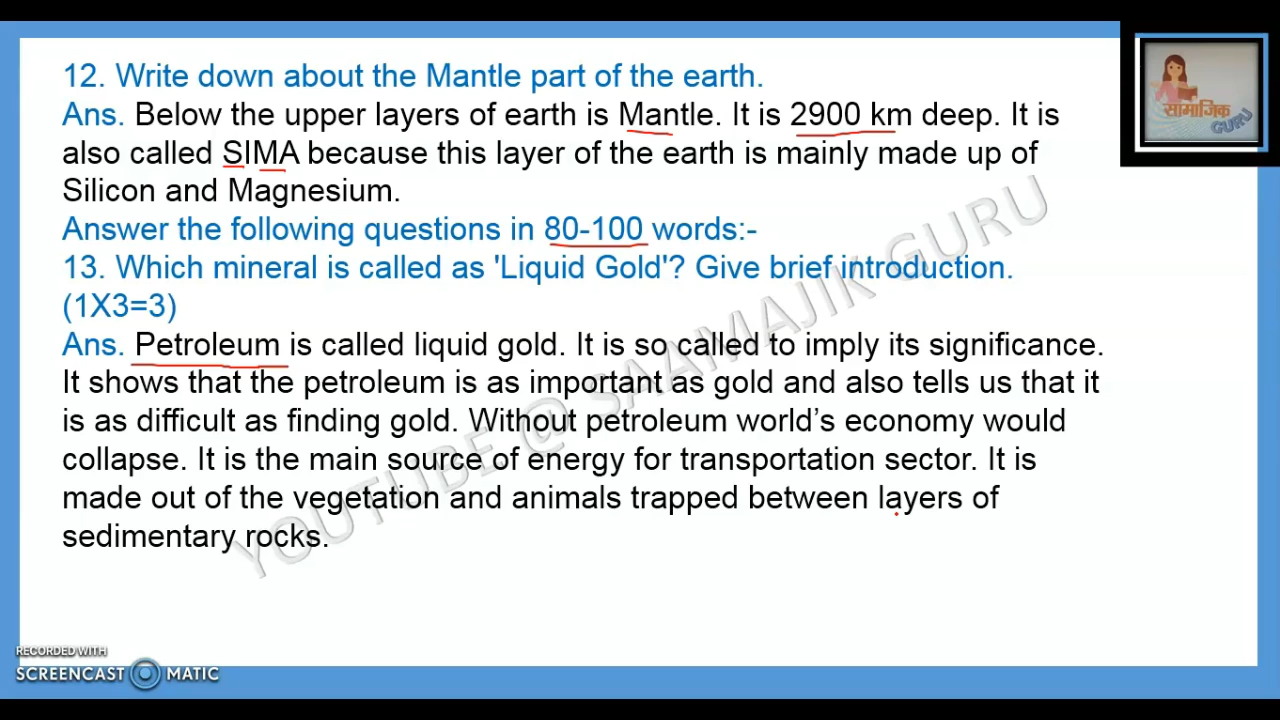 12. Write down about the Mantle part of the earth.
Ans. Below the upper layers of earth is Mantle. It is 2900 km deep. It is
also called SIMA because this layer of the earth is mainly made up of
Silicon and Magnesium.
Answer the following questions in 80-100 words:-
13. Which mineral is called as 'Liquid Gold'? Give brief introduction.
(1X3=3)
Ans. Petroleum is called liquid gold. It is so called to imply its significance.
It shows that the petroleum is as important as gold and also tells us that it
is as difficult as finding gold. Without petroleum world’s economy would
collapse. It is the main source of energy for transportation sector. It is
made out of the vegetation and animals trapped between layers of
sedimentary rocks.
YOUTUBE @ SAAMAJIK GURU
सामाजिक
GURU
RECORDED WITH
SCREENCAST MATIC